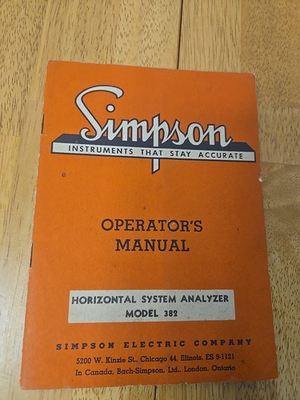 Simpson
INSTRUMENTS THAT STAY ACCURATE
OPERATOR'S
MANUAL
HORIZONTAL SYSTEM ANALYZER
MODEL 382
SIMPSON ELECTRIC COMPANY
5200 W. Kinzie St., Chicago 44, Illinois, ES 9-1121
In Canada, Bach-Simpson, Ltd., London, Ontario